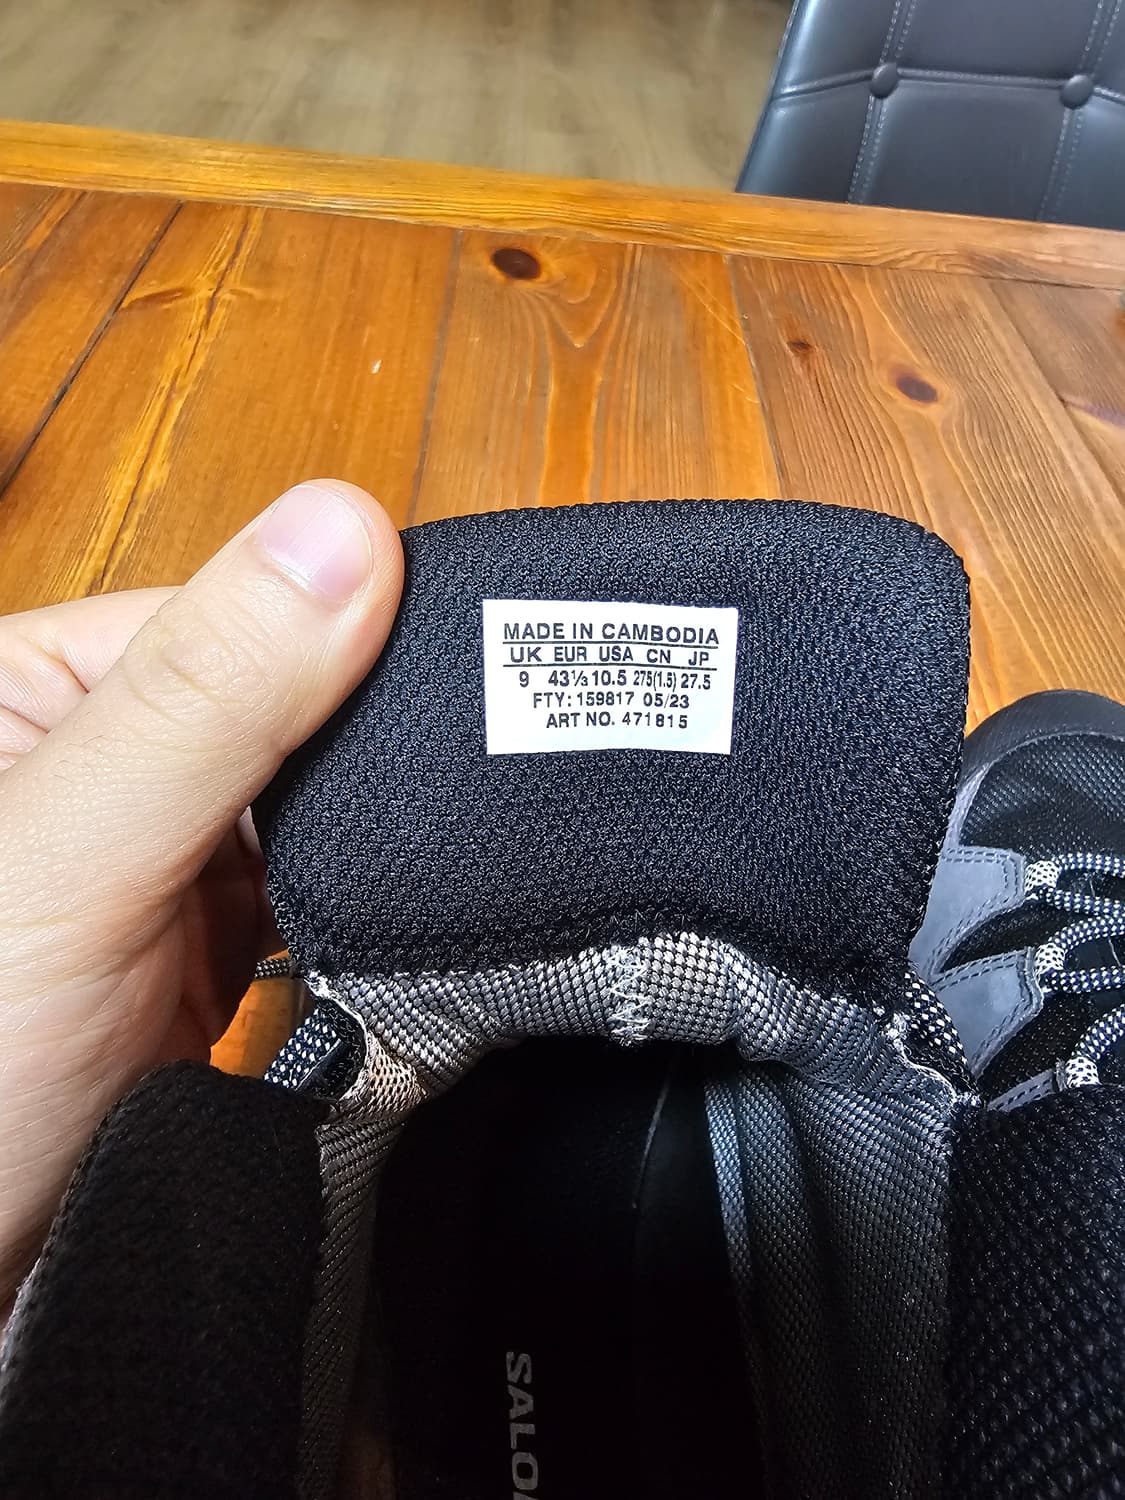 MADE IN CAMBODIA
UK EUR USA CN JP
9 43⅓ 10.5 275(1.5) 27.5
FTY: 159817 05/23
ART NO. 471815
SALO